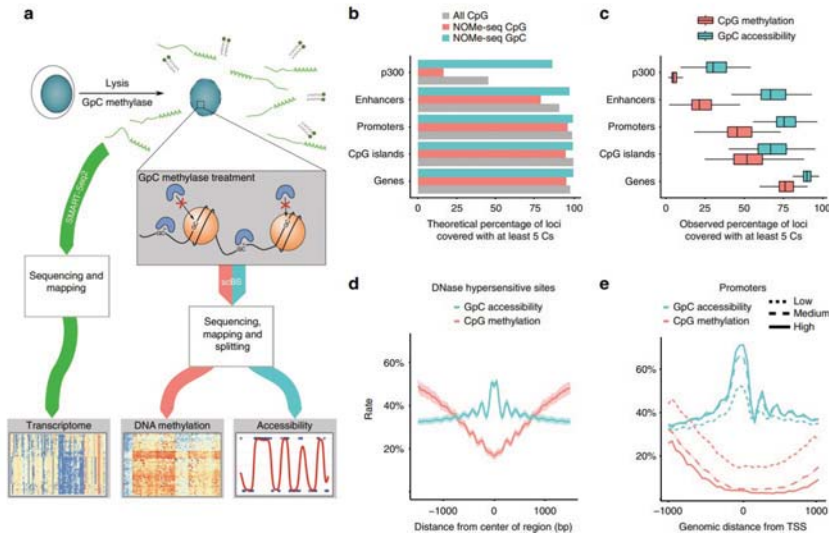 a
Lysis
GpC methylase
GpC methylase treatment
GC
GC
GC
GC
SMART-Seq2
scBS
Sequencing and
mapping
Sequencing,
mapping and
splitting
Transcriptome
DNA methylation
Accessibility
b
All CpG
NOMe-seq CpG
NOMe-seq GpC
p300
Enhancers
Promoters
CpG islands
Genes
0 25 50 75 100
Theoretical percentage of loci
covered with at least 5 Cs
c
CpG methylation
GpC accessibility
p300
Enhancers
Promoters
CpG islands
Genes
25 50 75 100
Observed percentage of loci
covered with at least 5 Cs
d
DNase hypersensitive sites
GpC accessibility
CpG methylation
60%
40%
20%
Rate
−1000 0 1000
Distance from center of region (bp)
e
Promoters
GpC accessibility
CpG methylation
Low
Medium
High
60%
40%
20%
−1000 0 1000
Genomic distance from TSS